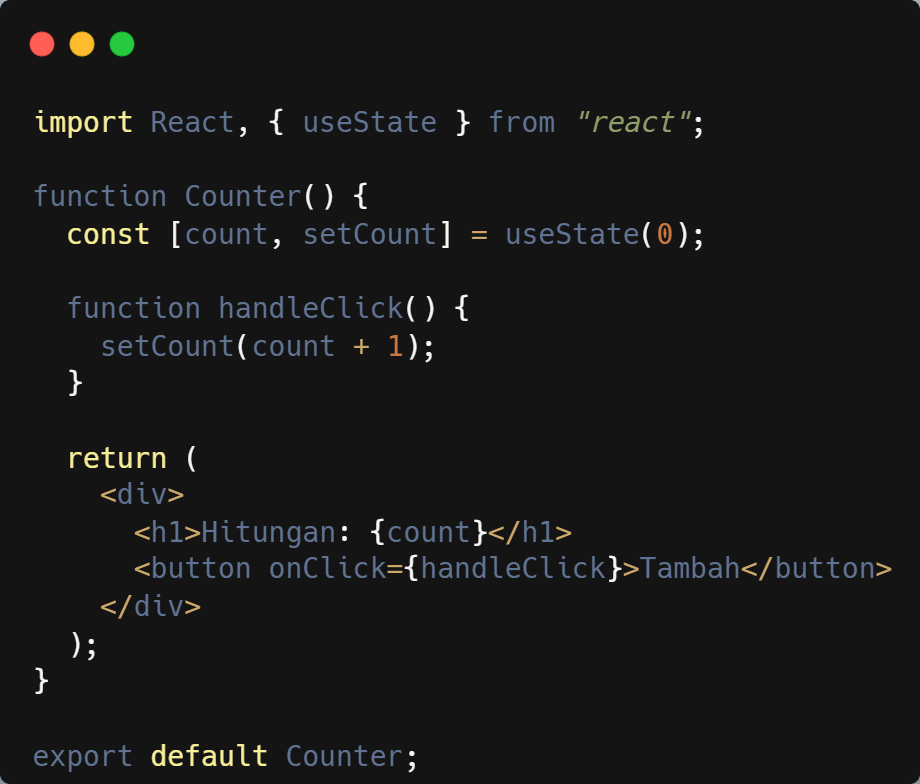 import React, { useState } from "react";

function Counter() {
  const [count, setCount] = useState(0);

  function handleClick() {
    setCount(count + 1);
  }

  return (
    <div>
      <h1>Hitungan: {count}</h1>
      <button onClick={handleClick}>Tambah</button>
    </div>
  );
}

export default Counter;